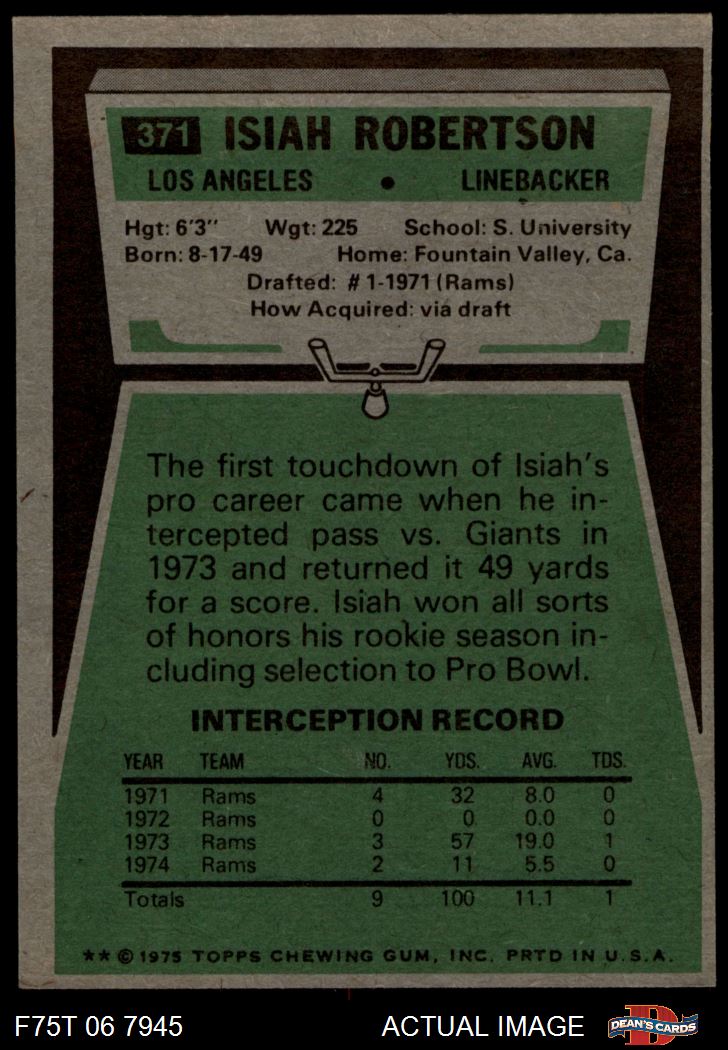 371 ISIAH ROBERTSON
LOS ANGELES • LINEBACKER
Hgt: 6'3" Wgt: 225 School: S. University
Born: 8-17-49 Home: Fountain Valley, Ca.
Drafted: #1-1971 (Rams)
How Acquired: via draft
The first touchdown of Isiah's
pro career came when he in-
tercepted pass vs. Giants in
1973 and returned it 49 yards
for a score. Isiah won all sorts
of honors his rookie season in-
cluding selection to Pro Bowl.
INTERCEPTION RECORD
YEAR TEAM NO. YDS. AVG. TDS.
1971 Rams 4 32 8.0 0
1972 Rams 0 0 0.0 0
1973 Rams 3 57 19.0 1
1974 Rams 2 11 5.5 0
Totals 9 100 11.1 1
** © 1975 TOPPS CHEWING GUM, INC. PRTD IN U.S.A.
F75T 06 7945 ACTUAL IMAGE D DEAN'S CARDS